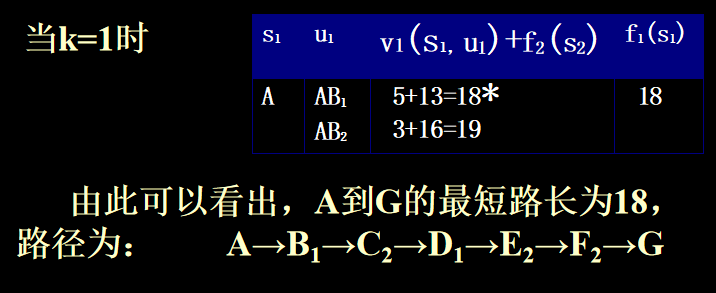 当k=1时
s₁ u₁ v1(S₁, u₁)+f₂(s₂) f₁(s₁)
A AB₁ 5+13=18* 18
AB₂ 3+16=19
由此可以看出，A到G的最短路长为18，
路径为： A→B₁→C₂→D₁→E₂→F₂→G